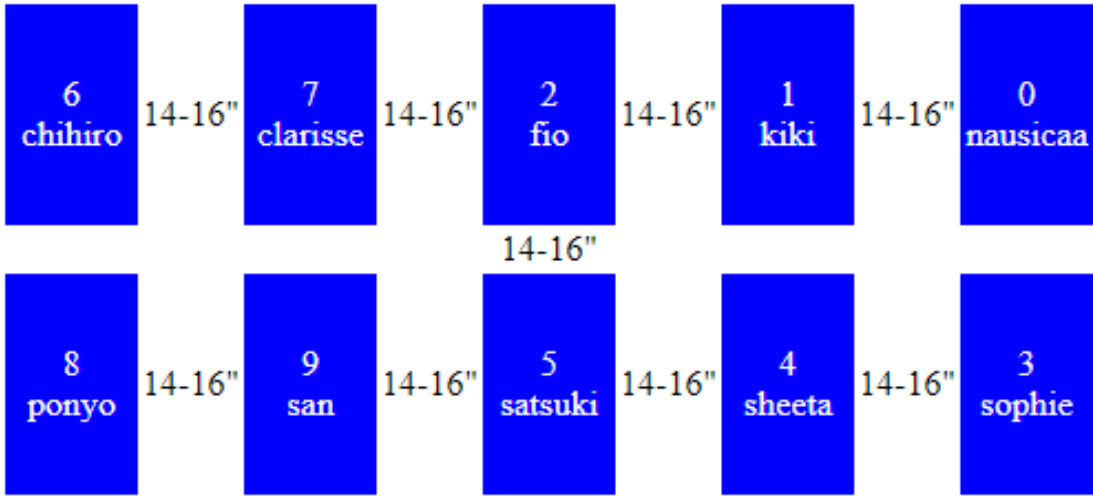 6
chihiro
14-16"
7
clarisse
14-16"
2
fio
14-16"
1
kiki
14-16"
0
nausicaa
14-16"
8
ponyo
14-16"
9
san
14-16"
5
satsuki
14-16"
4
sheeta
14-16"
3
sophie